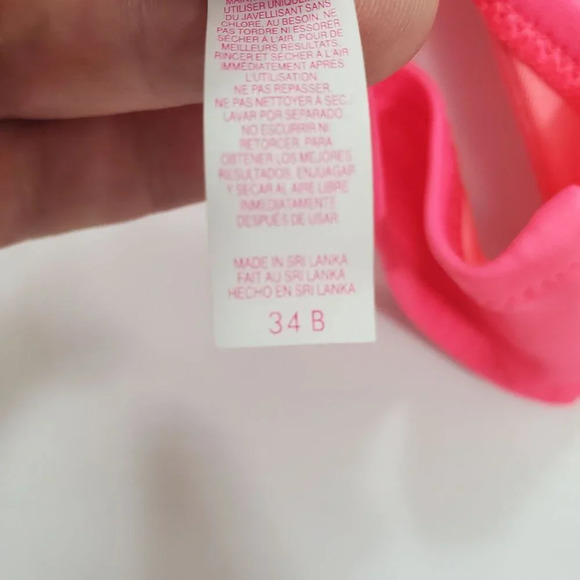 UTILISER UNIQUEMENT
DU JAVELLISANT SANS
CHLORE, AU BESOIN. NE
PAS TORDRE NI ESSORER
SÉCHER À L'AIR. POUR DE
MEILLEURS RÉSULTATS,
RINCER ET SÉCHER À L'AIR
IMMÉDIATEMENT APRÈS
L'UTILISATION.
NE PAS REPASSER.
NE PAS NETTOYER À SEC.
LAVAR POR SEPARADO
NO ESCURRIR NI
RETORCER. PARA
OBTENER LOS MEJORES
RESULTADOS, ENJUAGAR
Y SECAR AL AIRE LIBRE
INMEDIATAMENTE
DESPUÉS DE USAR
MADE IN SRI LANKA
FAIT AU SRI LANKA
HECHO EN SRI LANKA
34 B